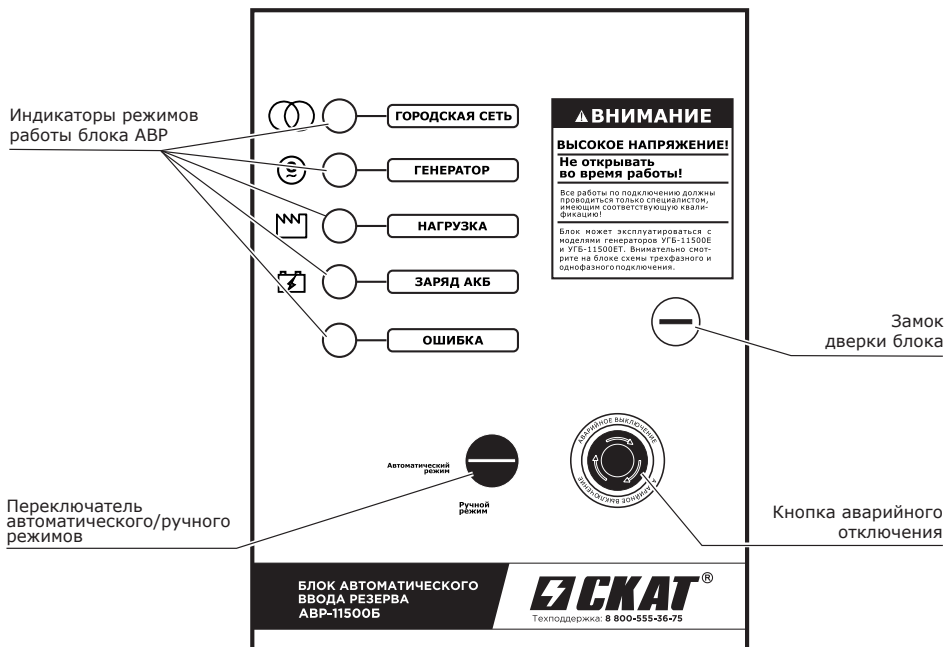 Индикаторы режимов
работы блока АВР
ГОРОДСКАЯ СЕТЬ
ГЕНЕРАТОР
НАГРУЗКА
ЗАРЯД АКБ
ОШИБКА
ВНИМАНИЕ
ВЫСОКОЕ НАПРЯЖЕНИЕ!
Не открывать
во время работы!
Все работы по подключению должны
проводиться только специалистом,
имеющим соответствующую квали-
фикацию!
Блок может эксплуатироваться с
моделями генераторов УГБ-11500Е
и УГБ-11500ЕТ. Внимательно смот-
рите на блоке схемы трехфазного и
однофазного подключения.
Замок
дверки блока
Автоматический
режим
Ручной
режим
АВАРИЙНОЕ ВЫКЛЮЧЕНИЕ
АВАРИЙНОЕ ВЫКЛЮЧЕНИЕ
Переключатель
автоматического/ручного
режимов
Кнопка аварийного
отключения
БЛОК АВТОМАТИЧЕСКОГО
ВВОДА РЕЗЕРВА
АВР-11500Б
СКАТ®
Техподдержка: 8 800-555-36-75